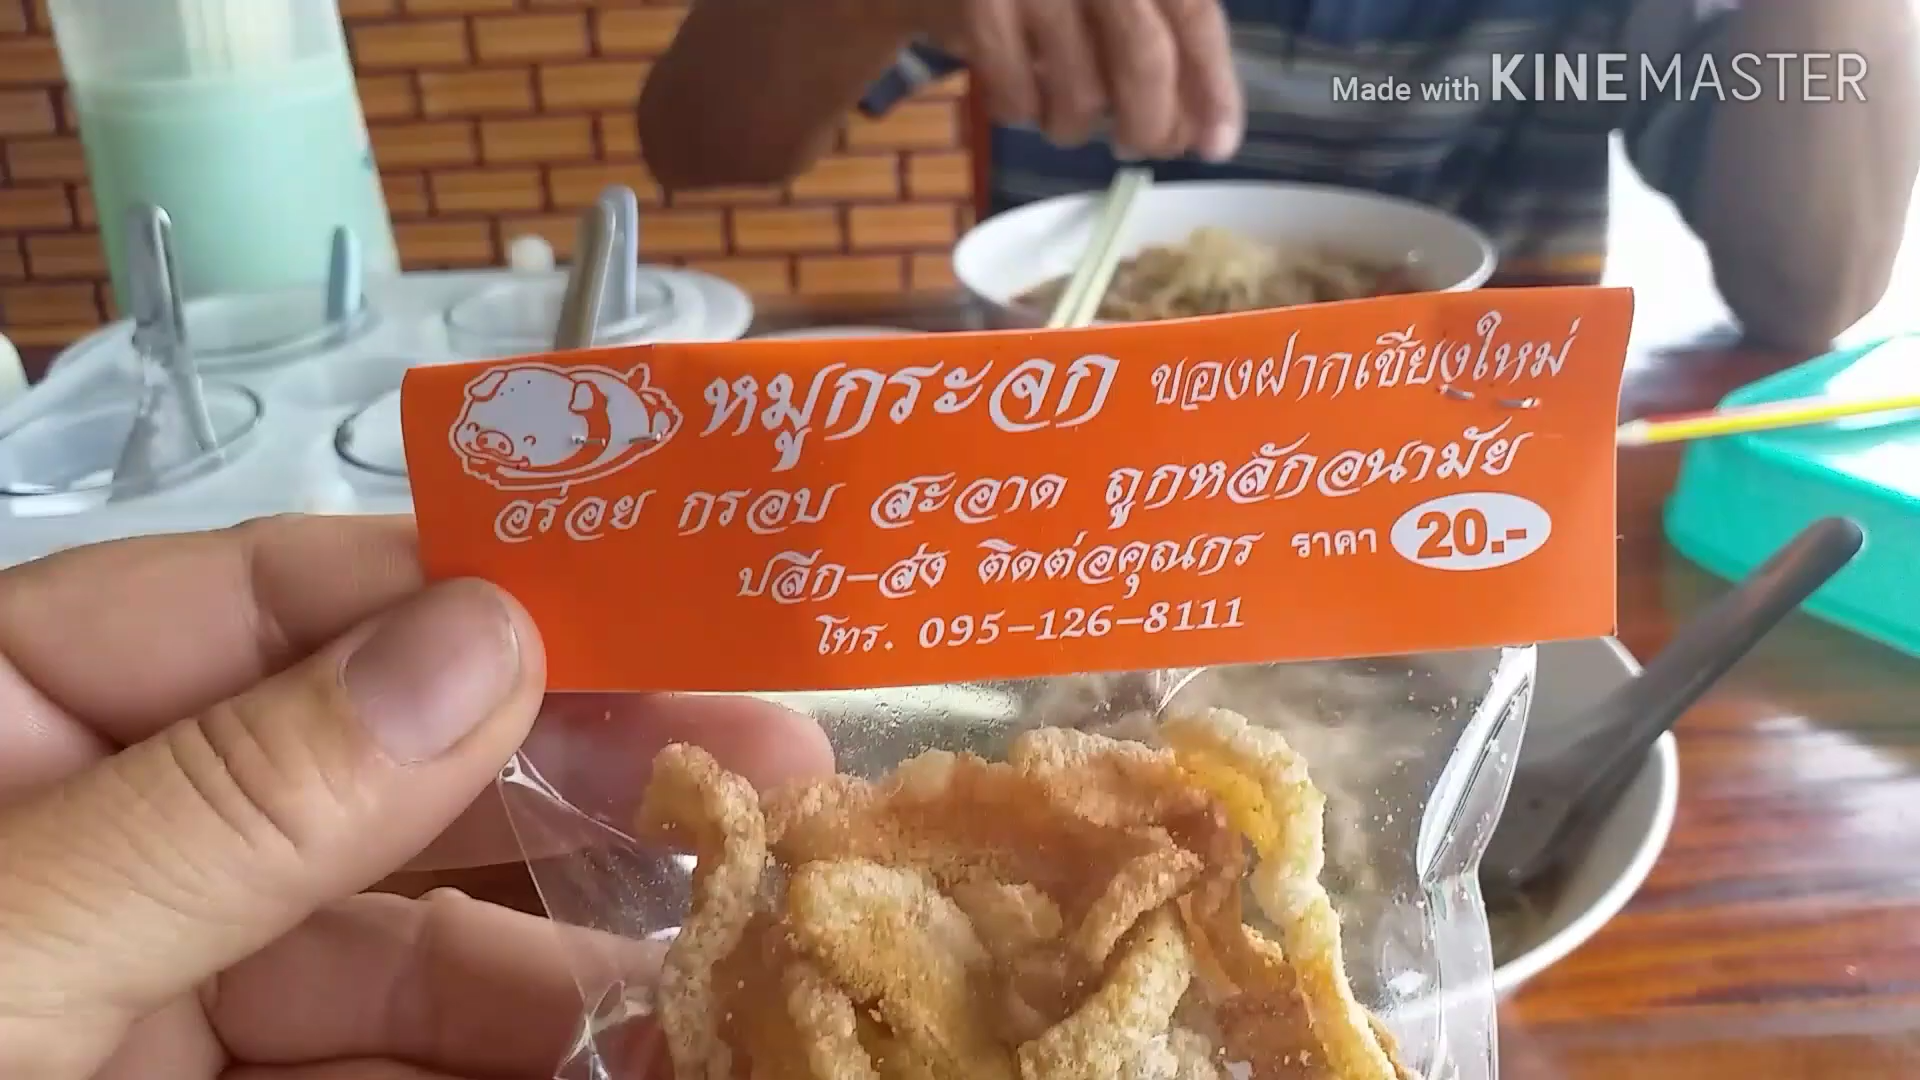 Made with KINEMASTER
หมูกระจก ของฝากเชียงใหม่
อร่อย กรอบ สะอาด ถูกหลักอนามัย
ปลีก-ส่ง ติดต่อคุณกร ราคา 20.-
โทร. 095-126-8111